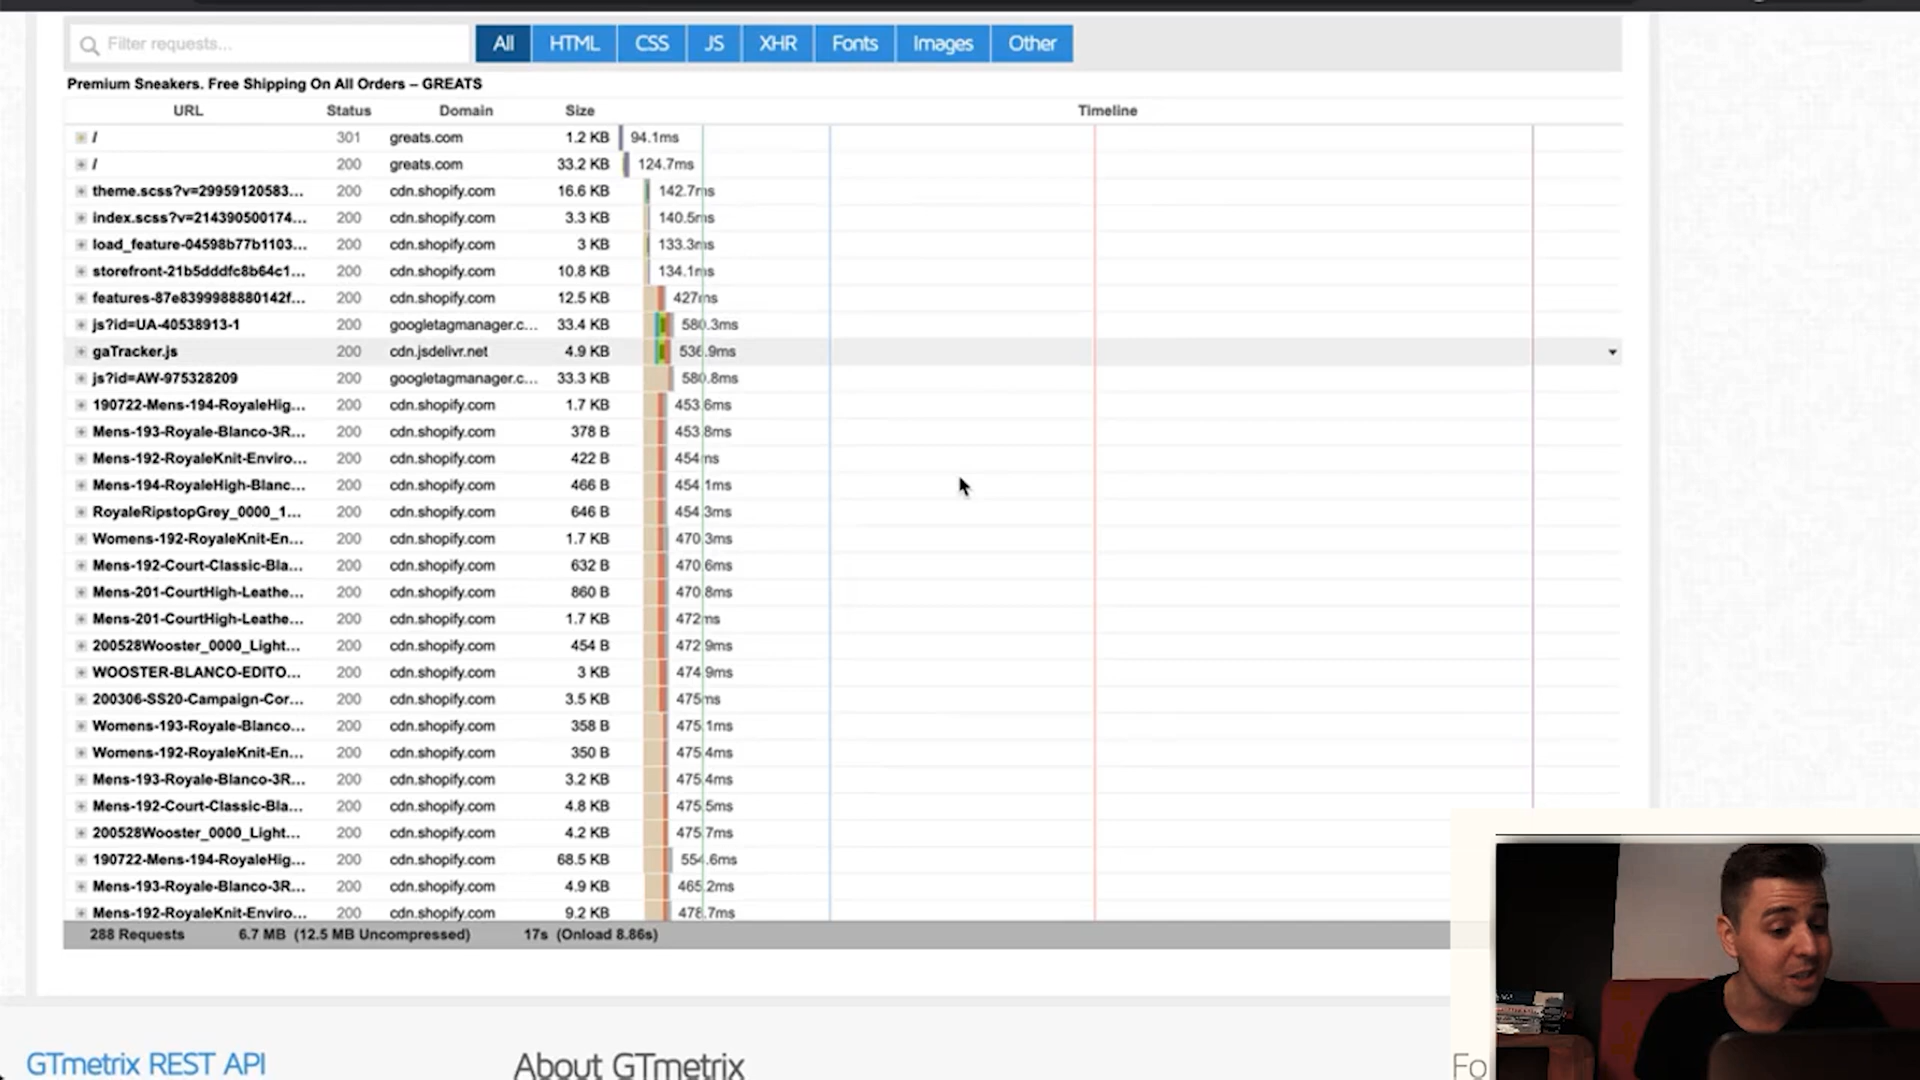 Filter requests...
All HTML CSS JS XHR Fonts Images Other
Premium Sneakers. Free Shipping On All Orders – GREATS
URL Status Domain Size Timeline
/ 301 greats.com 1.2 KB 94.1ms
/ 200 greats.com 33.2 KB 124.7ms
theme.scss?v=29959120583... 200 cdn.shopify.com 16.6 KB 142.7ms
index.scss?v=214390500174... 200 cdn.shopify.com 3.3 KB 140.5ms
load_feature-04598b77b1103... 200 cdn.shopify.com 3 KB 133.3ms
storefront-21b5dddfc8b64c1... 200 cdn.shopify.com 10.8 KB 134.1ms
features-87e8399988880142f... 200 cdn.shopify.com 12.5 KB 427ms
js?id=UA-40538913-1 200 googletagmanager.c... 33.4 KB 580.3ms
gaTracker.js 200 cdn.jsdelivr.net 4.9 KB 536.9ms
js?id=AW-975328209 200 googletagmanager.c... 33.3 KB 580.8ms
190722-Mens-194-RoyaleHig... 200 cdn.shopify.com 1.7 KB 453.6ms
Mens-193-Royale-Blanco-3R... 200 cdn.shopify.com 378 B 453.8ms
Mens-192-RoyaleKnit-Enviro... 200 cdn.shopify.com 422 B 454ms
Mens-194-RoyaleHigh-Blanc... 200 cdn.shopify.com 466 B 454.1ms
RoyaleRipstopGrey_0000_1... 200 cdn.shopify.com 646 B 454.3ms
Womens-192-RoyaleKnit-En... 200 cdn.shopify.com 1.7 KB 470.3ms
Mens-192-Court-Classic-Bla... 200 cdn.shopify.com 632 B 470.6ms
Mens-201-CourtHigh-Leathe... 200 cdn.shopify.com 860 B 470.8ms
Mens-201-CourtHigh-Leathe... 200 cdn.shopify.com 1.7 KB 472ms
200528Wooster_0000_Light... 200 cdn.shopify.com 454 B 472.9ms
WOOSTER-BLANCO-EDITO... 200 cdn.shopify.com 3 KB 474.9ms
200306-SS20-Campaign-Cor... 200 cdn.shopify.com 3.5 KB 475ms
Womens-193-Royale-Blanco... 200 cdn.shopify.com 358 B 475.1ms
Womens-192-RoyaleKnit-En... 200 cdn.shopify.com 350 B 475.4ms
Mens-193-Royale-Blanco-3R... 200 cdn.shopify.com 3.2 KB 475.4ms
Mens-192-Court-Classic-Bla... 200 cdn.shopify.com 4.8 KB 475.5ms
200528Wooster_0000_Light... 200 cdn.shopify.com 4.2 KB 475.7ms
190722-Mens-194-RoyaleHig... 200 cdn.shopify.com 68.5 KB 554.6ms
Mens-193-Royale-Blanco-3R... 200 cdn.shopify.com 4.9 KB 465.2ms
Mens-192-RoyaleKnit-Enviro... 200 cdn.shopify.com 9.2 KB 478.7ms
288 Requests 6.7 MB (12.5 MB Uncompressed) 17s (Onload 8.86s)
GTmetrix REST API About GTmetrix Fo